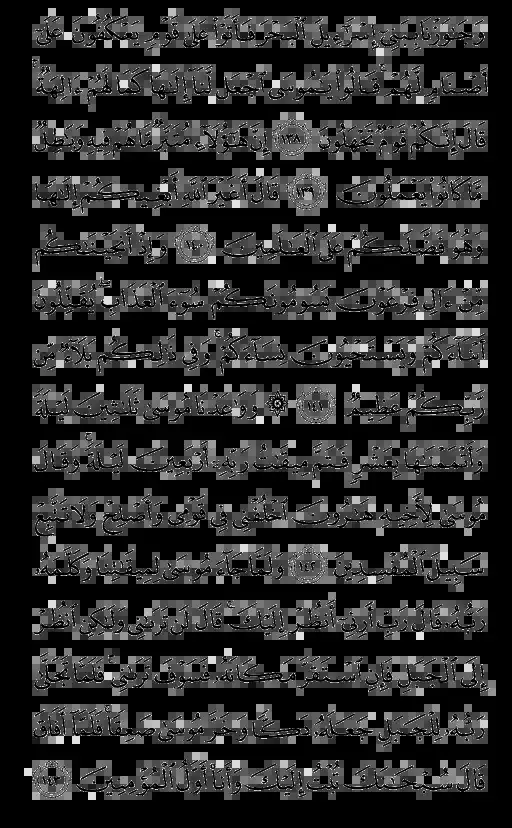 وَجَٰوَزْنَا بِبَنِىٓ إِسْرَٰٓءِيلَ ٱلْبَحْرَ فَأَتَوْا۟ عَلَىٰ قَوْمٍ يَعْكُفُونَ عَلَىٰٓ
أَصْنَامٍ لَّهُمْ ۚ قَالُوا۟ يَٰمُوسَى ٱجْعَل لَّنَآ إِلَٰهًا كَمَا لَهُمْ ءَالِهَةٌ ۚ
قَالَ إِنَّكُمْ قَوْمٌ تَجْهَلُونَ ١٣٨ إِنَّ هَٰٓؤُلَآءِ مُتَبَّرٌ مَّا هُمْ فِيهِ وَبَٰطِلٌ
مَّا كَانُوا۟ يَعْمَلُونَ ١٣٩ قَالَ أَغَيْرَ ٱللَّهِ أَبْغِيكُمْ إِلَٰهًا
وَهُوَ فَضَّلَكُمْ عَلَى ٱلْعَٰلَمِينَ ١٤٠ وَإِذْ أَنجَيْنَٰكُم
مِّنْ ءَالِ فِرْعَوْنَ يَسُومُونَكُمْ سُوٓءَ ٱلْعَذَابِ ۖ يُقَتِّلُونَ
أَبْنَآءَكُمْ وَيَسْتَحْيُونَ نِسَآءَكُمْ ۚ وَفِى ذَٰلِكُم بَلَآءٌ مِّن
رَّبِّكُمْ عَظِيمٌ ١٤١ ۞ وَوَٰعَدْنَا مُوسَىٰ ثَلَٰثِينَ لَيْلَةً
وَأَتْمَمْنَٰهَا بِعَشْرٍ فَتَمَّ مِيقَٰتُ رَبِّهِۦٓ أَرْبَعِينَ لَيْلَةً ۚ وَقَالَ
مُوسَىٰ لِأَخِيهِ هَٰرُونَ ٱخْلُفْنِى فِى قَوْمِى وَأَصْلِحْ وَلَا تَتَّبِعْ
سَبِيلَ ٱلْمُفْسِدِينَ ١٤٢ وَلَمَّا جَآءَ مُوسَىٰ لِمِيقَٰتِنَا وَكَلَّمَهُۥ
رَبُّهُۥ قَالَ رَبِّ أَرِنِىٓ أَنظُرْ إِلَيْكَ ۚ قَالَ لَن تَرَىٰنِى وَلَٰكِنِ ٱنظُرْ
إِلَى ٱلْجَبَلِ فَإِنِ ٱسْتَقَرَّ مَكَانَهُۥ فَسَوْفَ تَرَىٰنِى ۚ فَلَمَّا تَجَلَّىٰ
رَبُّهُۥ لِلْجَبَلِ جَعَلَهُۥ دَكًّا وَخَرَّ مُوسَىٰ صَعِقًا ۚ فَلَمَّآ أَفَاقَ
قَالَ سُبْحَٰنَكَ تُبْتُ إِلَيْكَ وَأَنَا۠ أَوَّلُ ٱلْمُؤْمِنِينَ ١٤٣